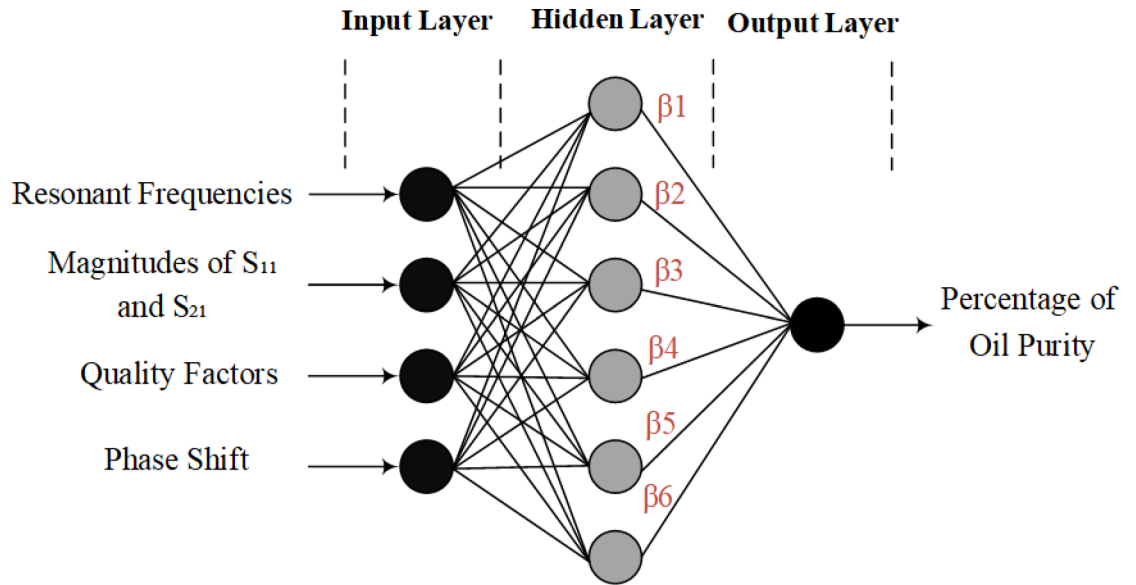 Input Layer
Hidden Layer
Output Layer
β1
β2
β3
β4
β5
β6
Resonant Frequencies
Magnitudes of S₁₁
and S₂₁
Quality Factors
Phase Shift
Percentage of
Oil Purity